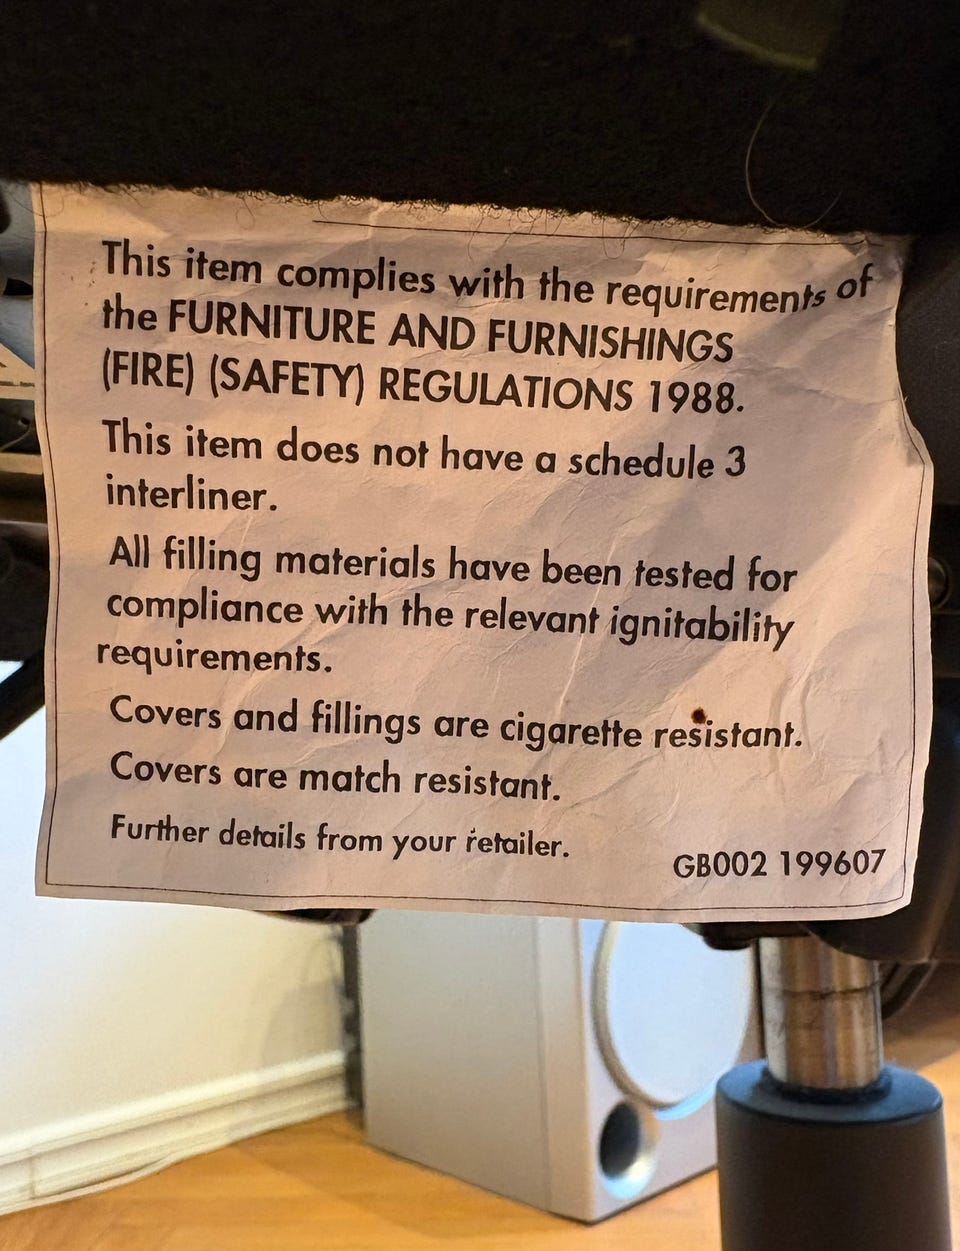 This item complies with the requirements of
the FURNITURE AND FURNISHINGS
(FIRE) (SAFETY) REGULATIONS 1988.
This item does not have a schedule 3
interliner.
All filling materials have been tested for
compliance with the relevant ignitability
requirements.
Covers and fillings are cigarette resistant.
Covers are match resistant.
Further details from your retailer.
GB002 199607